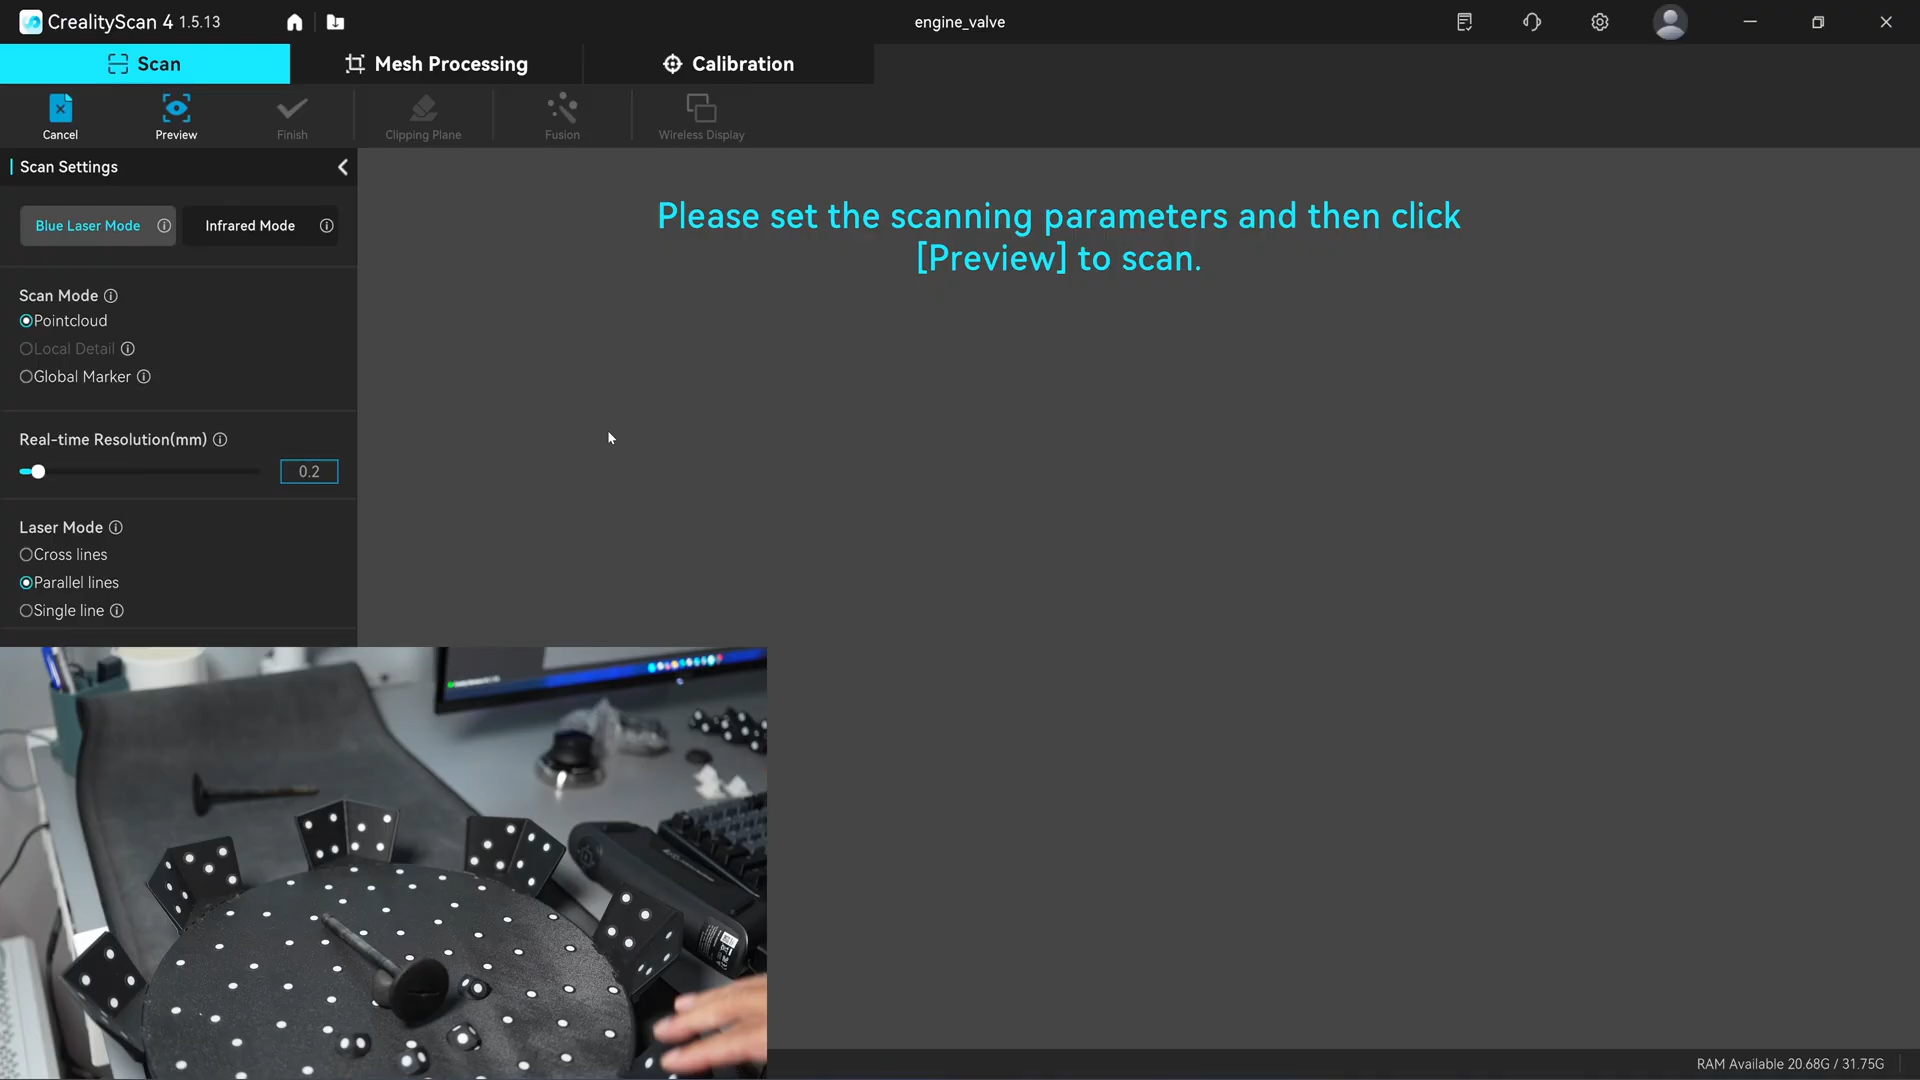 CrealityScan 4 1.5.13
engine_valve
Scan
Mesh Processing
Calibration
Cancel
Preview
Finish
Clipping Plane
Fusion
Wireless Display
Scan Settings
Blue Laser Mode
Infrared Mode
Please set the scanning parameters and then click
[Preview] to scan.
Scan Mode
Pointcloud
Local Detail
Global Marker
Real-time Resolution(mm)
0.2
Laser Mode
Cross lines
Parallel lines
Single line
RAM Available 20.68G / 31.75G